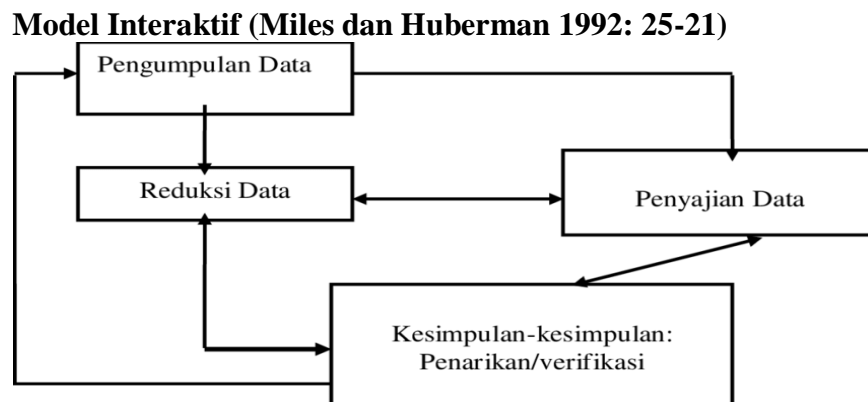 Model Interaktif (Miles dan Huberman 1992: 25-21)
Pengumpulan Data
Reduksi Data
Penyajian Data
Kesimpulan-kesimpulan:
Penarikan/verifikasi